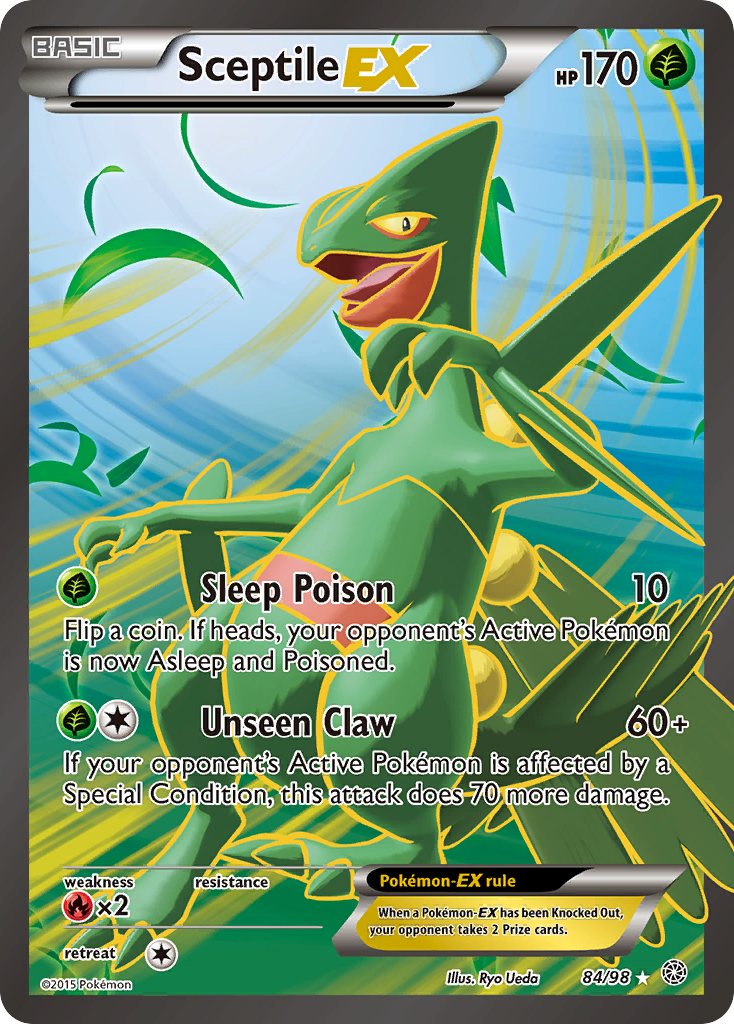 BASIC
Sceptile EX
HP 170
Sleep Poison 10
Flip a coin. If heads, your opponent's Active Pokémon
is now Asleep and Poisoned.
Unseen Claw 60+
If your opponent's Active Pokémon is affected by a
Special Condition, this attack does 70 more damage.
weakness resistance
×2
Pokémon-EX rule
When a Pokémon-EX has been Knocked Out,
your opponent takes 2 Prize cards.
retreat
©2015 Pokémon
Illus. Ryo Ueda
84/98